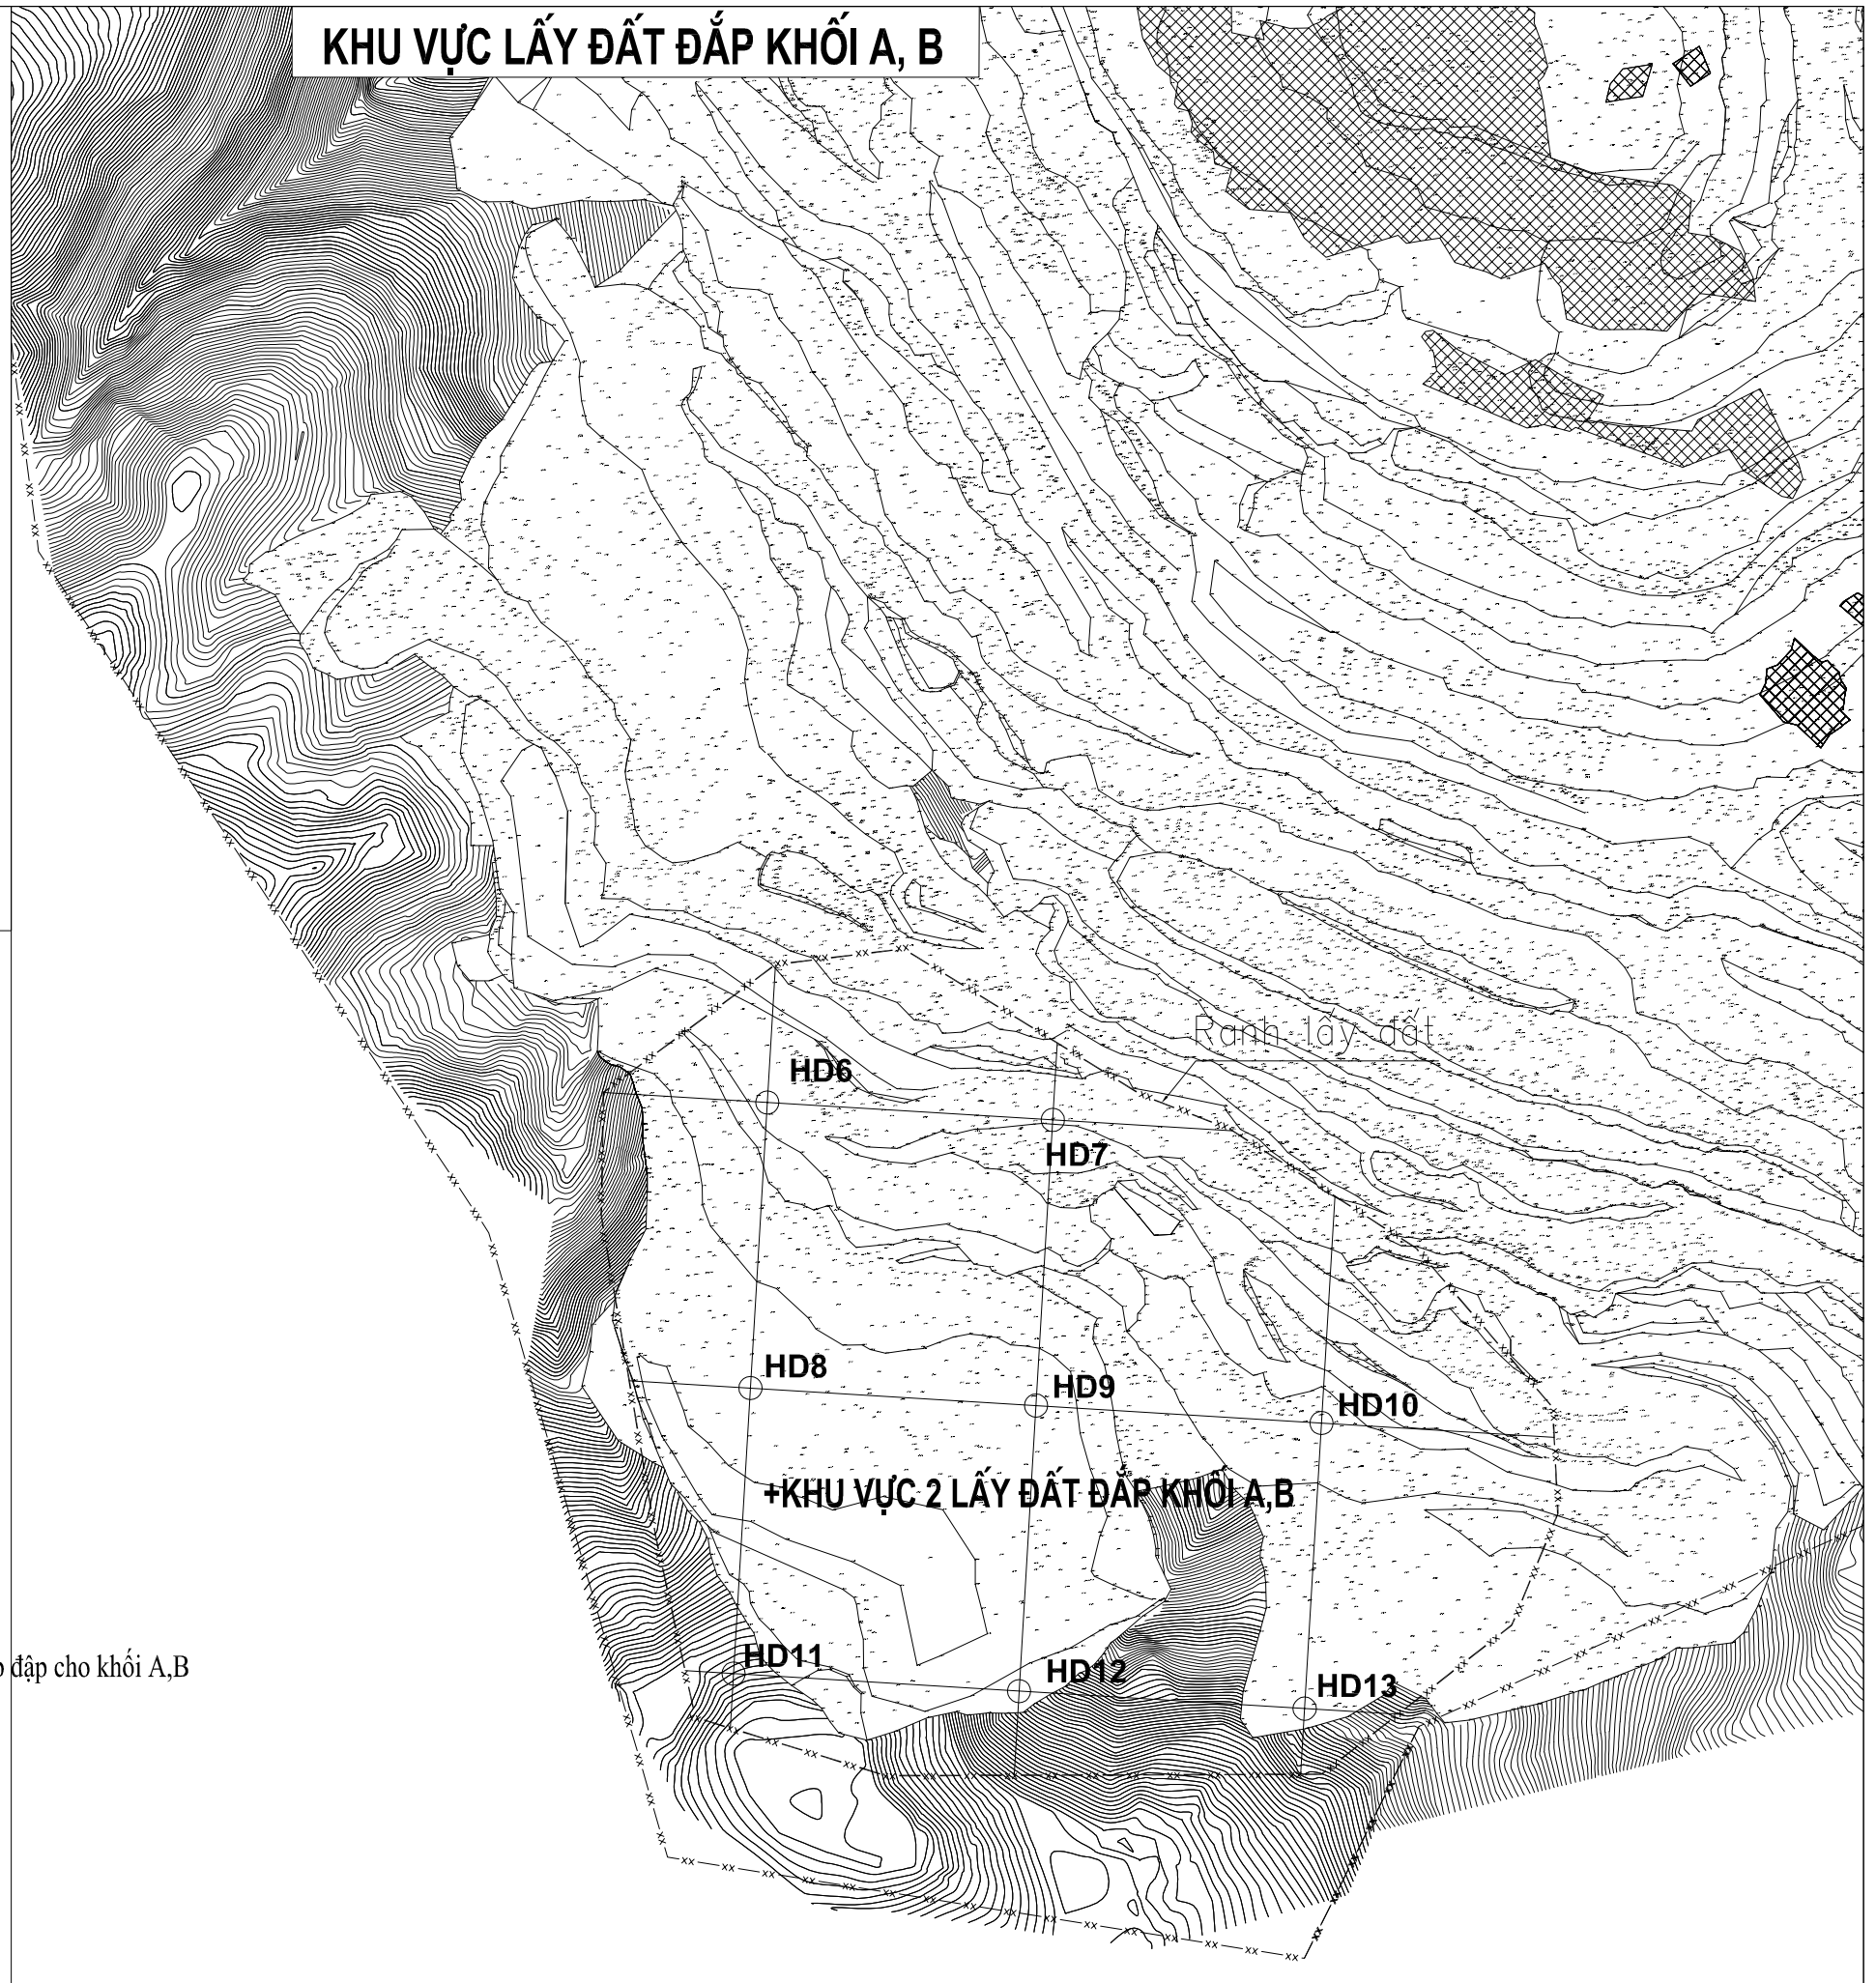 KHU VỰC LẤY ĐẤT ĐẮP KHỐI A, B
Ranh lấy đất
HD6
HD7
HD8
HD9
HD10
+KHU VỰC 2 LẤY ĐẤT ĐẮP KHỐI A,B
đập cho khối A,B
HD11
HD12
HD13